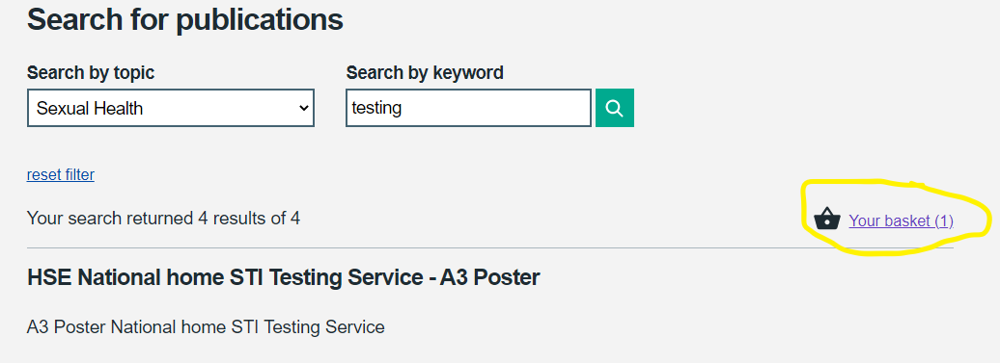 Search for publications
Search by topic
Search by keyword
Sexual Health
testing
reset filter
Your search returned 4 results of 4
Your basket (1)
HSE National home STI Testing Service - A3 Poster
A3 Poster National home STI Testing Service